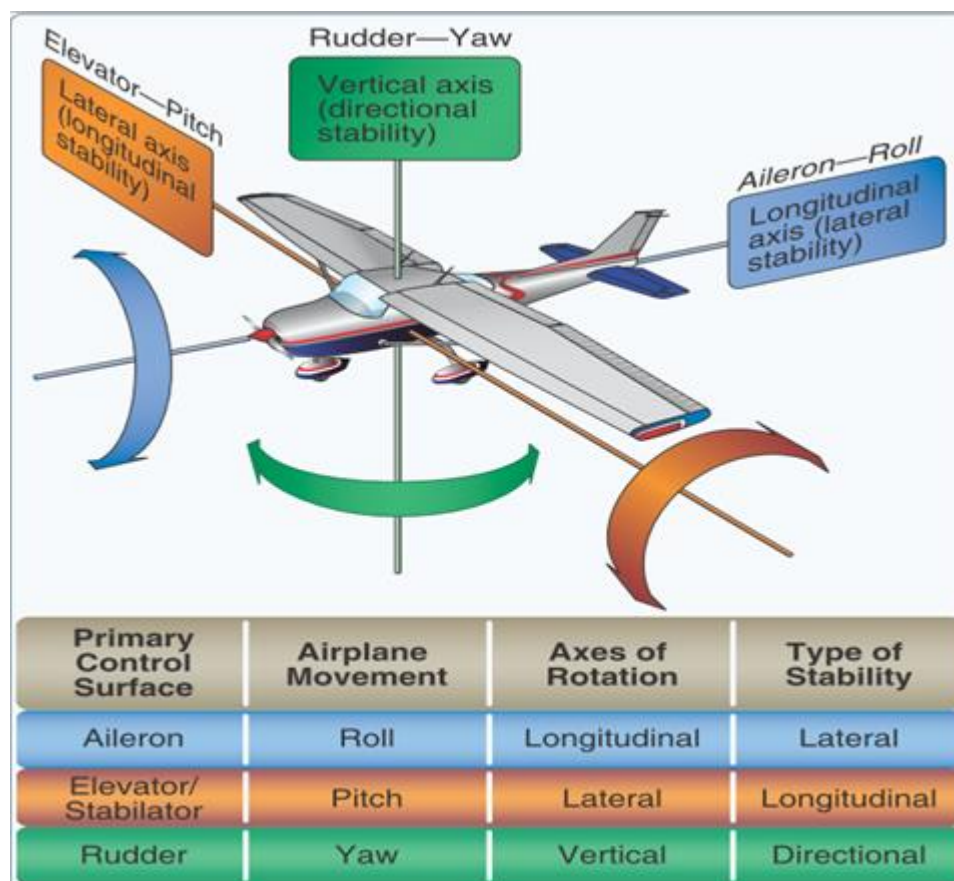 Rudder—Yaw
Vertical axis
(directional
stability)
Elevator—Pitch
Lateral axis
(longitudinal
stability)
Aileron—Roll
Longitudinal
axis (lateral
stability)
Primary
Control
Surface
Airplane
Movement
Axes of
Rotation
Type of
Stability
Aileron
Roll
Longitudinal
Lateral
Elevator/
Stabilator
Pitch
Lateral
Longitudinal
Rudder
Yaw
Vertical
Directional